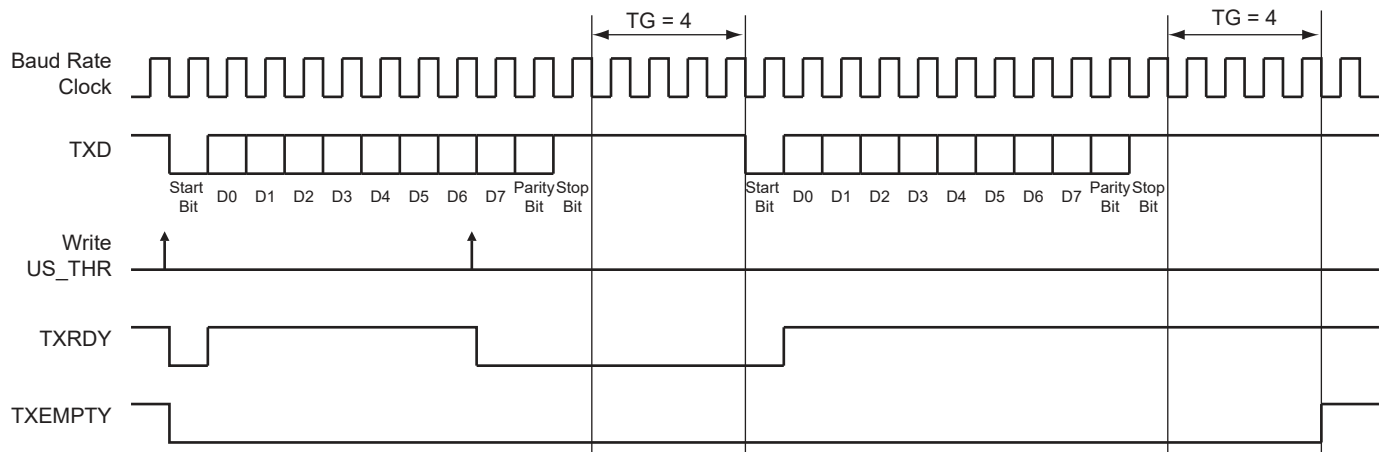 TG = 4
TG = 4
Baud Rate
Clock
TXD
Start
Bit
D0
D1
D2
D3
D4
D5
D6
D7
Parity
Bit
Stop
Bit
Start
Bit
D0
D1
D2
D3
D4
D5
D6
D7
Parity
Bit
Stop
Bit
Write
US_THR
TXRDY
TXEMPTY